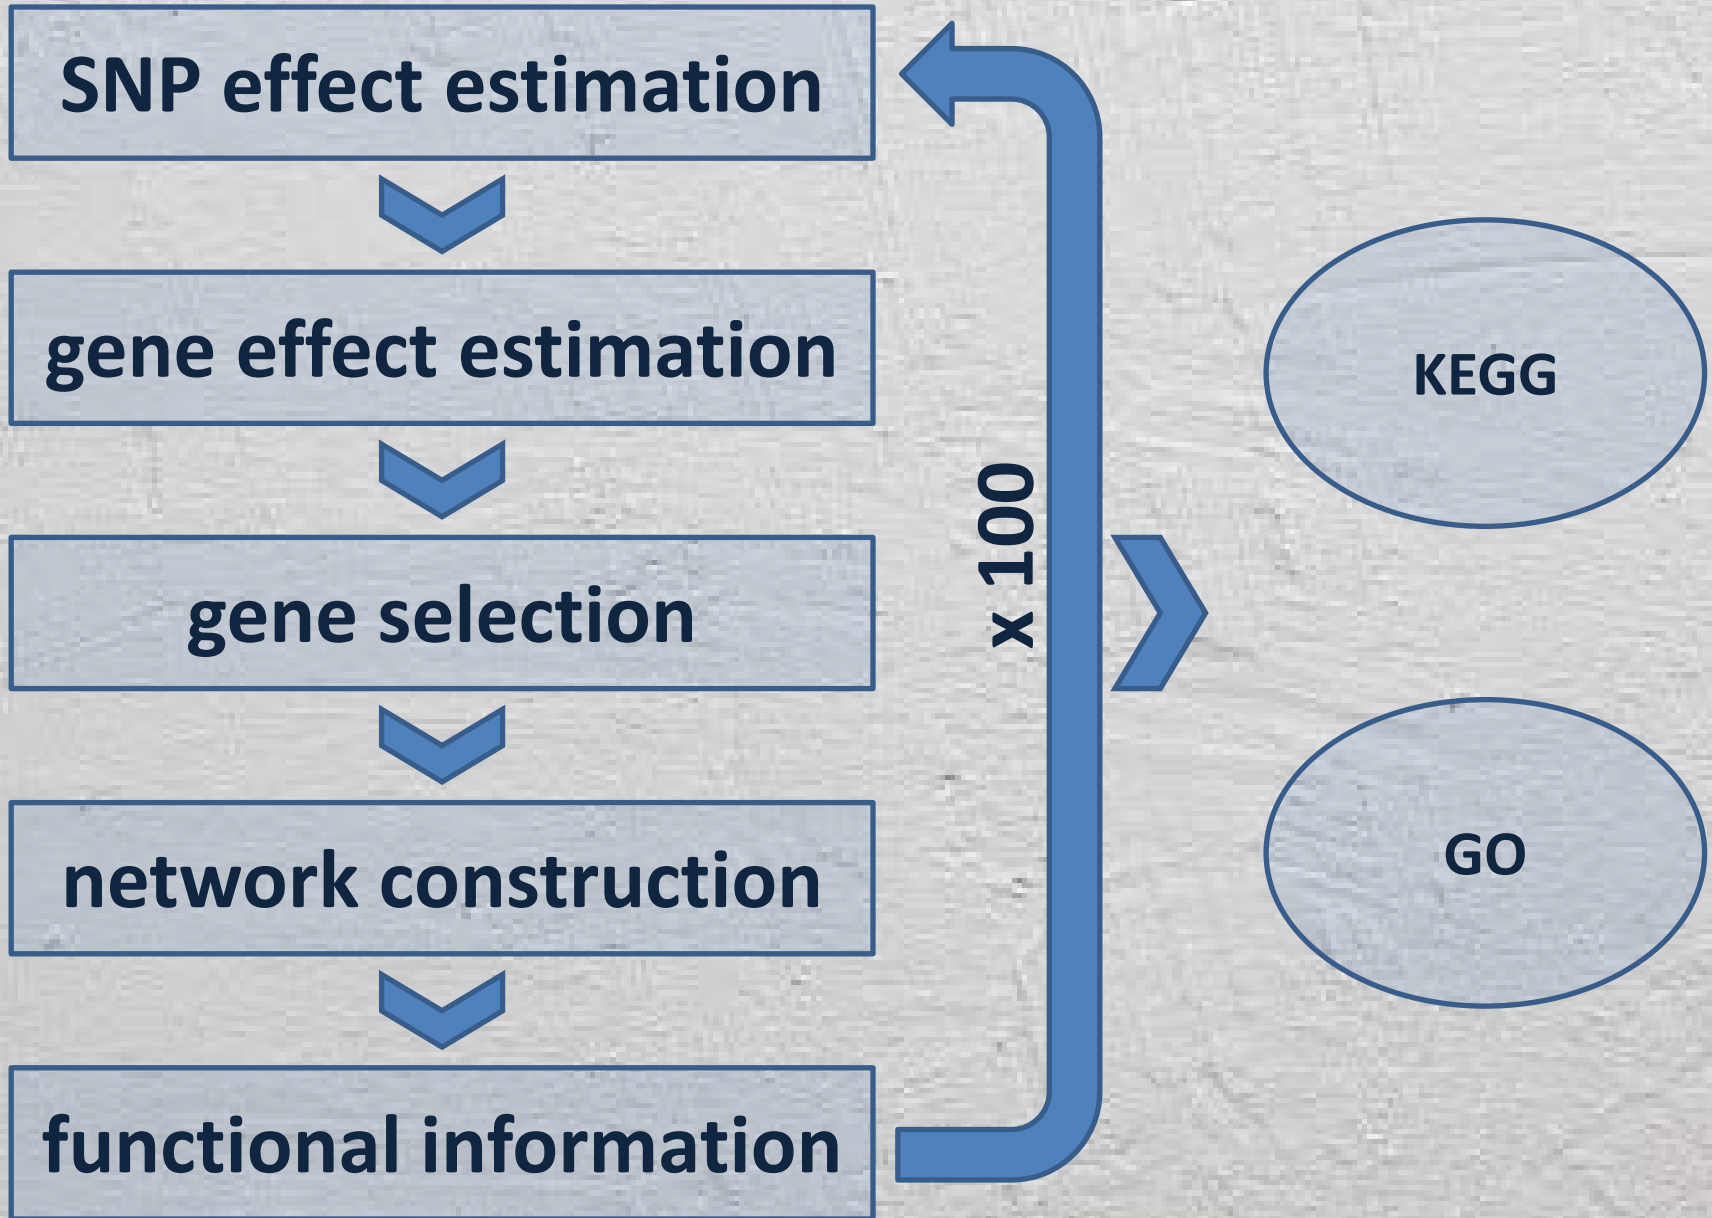 SNP effect estimation
gene effect estimation
gene selection
network construction
functional information
x 100
KEGG
GO